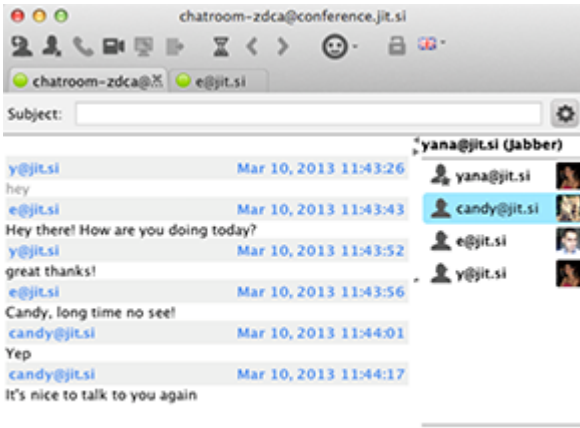 chatroom-zdca@conference.jit.si
chatroom-zdca@ e@jit.si
Subject:
yana@jit.si (Jabber)
y@jit.si Mar 10, 2013 11:43:26
hey
e@jit.si Mar 10, 2013 11:43:43
Hey there! How are you doing today?
y@jit.si Mar 10, 2013 11:43:52
great thanks!
e@jit.si Mar 10, 2013 11:43:56
Candy, long time no see!
candy@jit.si Mar 10, 2013 11:44:01
Yep
candy@jit.si Mar 10, 2013 11:44:17
It's nice to talk to you again
yana@jit.si
candy@jit.si
e@jit.si
y@jit.si